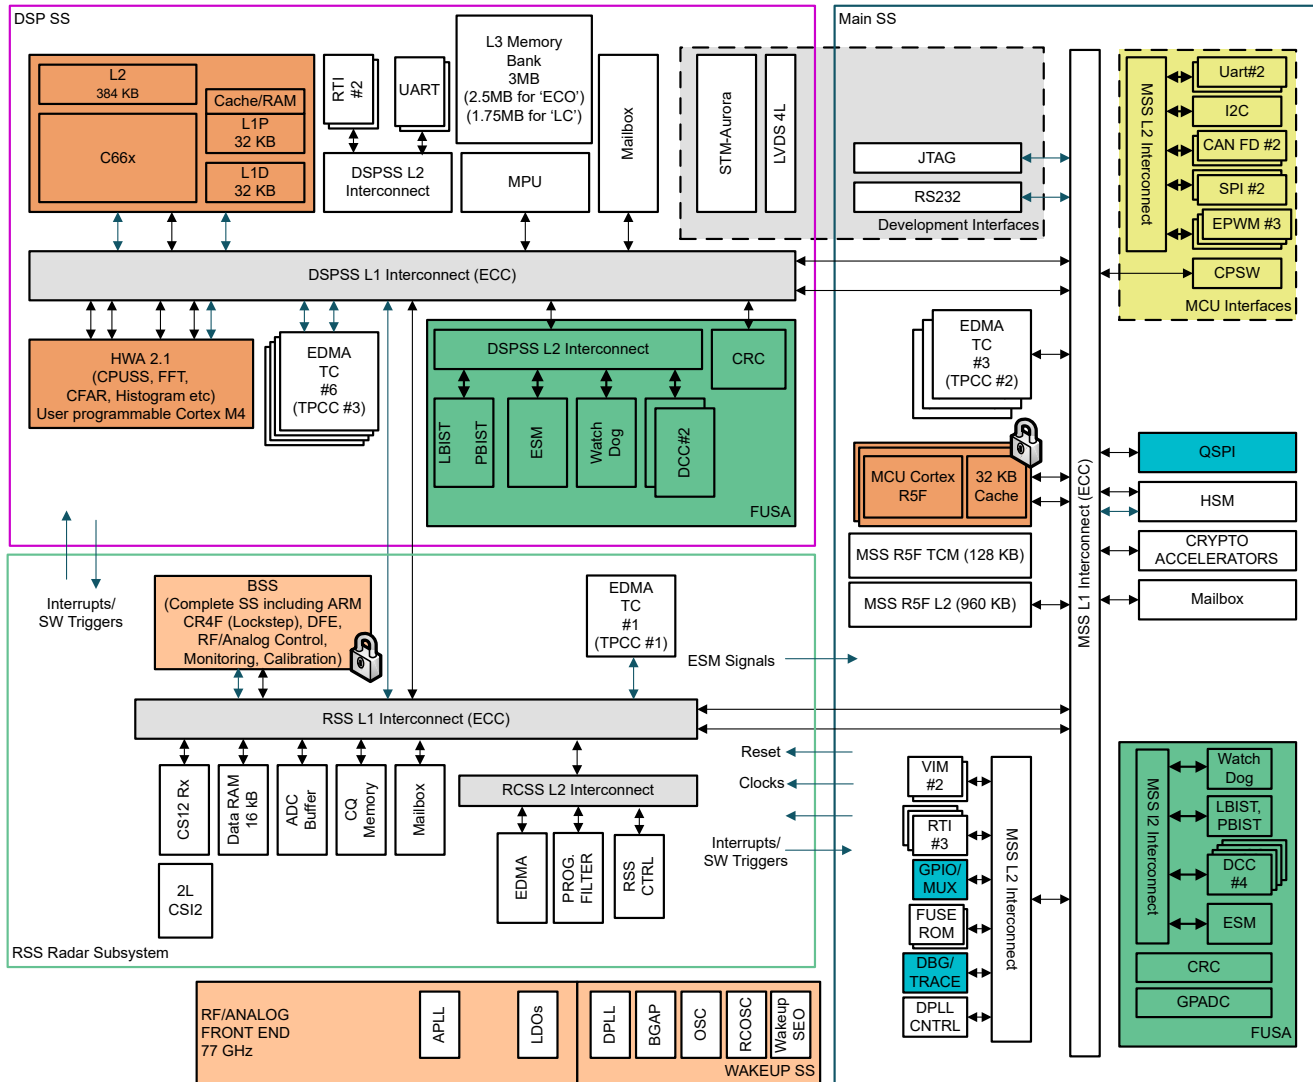 DSP SS
L2
384 KB
C66x
Cache/RAM
L1P
32 KB
L1D
32 KB
RTI
#2
UART
DSPSS L2
Interconnect
L3 Memory
Bank
3MB
(2.5MB for ‘ECO’)
(1.75MB for ‘LC’)
MPU
Mailbox
DSPSS L1 Interconnect (ECC)
HWA 2.1
(CPUSS, FFT,
CFAR, Histogram etc)
User programmable Cortex M4
EDMA
TC
#6
(TPCC #3)
DSPSS L2 Interconnect
CRC
LBIST
PBIST
ESM
Watch
Dog
DCC#2
FUSA
Interrupts/
SW Triggers
BSS
(Complete SS including ARM
CR4F (Lockstep), DFE,
RF/Analog Control,
Monitoring, Calibration)
EDMA
TC
#1
(TPCC #1)
RSS L1 Interconnect (ECC)
CS12 Rx
Data RAM
16 kB
ADC
Buffer
CQ
Memory
Mailbox
RCSS L2 Interconnect
EDMA
PROG.
FILTER
RSS
CTRL
2L
CSI2
RSS Radar Subsystem
ESM Signals
Reset
Clocks
Interrupts/
SW Triggers
RF/ANALOG
FRONT END
77 GHz
APLL
LDOs
DPLL
BGAP
OSC
RCOSC
Wakeup
SEO
WAKEUP SS
Main SS
STM-Aurora
LVDS 4L
JTAG
RS232
Development Interfaces
MSS L2 Interconnect
Uart#2
I2C
CAN FD #2
SPI #2
EPWM #3
CPSW
MCU Interfaces
EDMA
TC
#3
(TPCC #2)
MCU Cortex
R5F
32 KB
Cache
MSS R5F TCM (128 KB)
MSS R5F L2 (960 KB)
MSS L1 Interconnect (ECC)
QSPI
HSM
CRYPTO
ACCELERATORS
Mailbox
VIM
#2
RTI
#3
GPIO/
MUX
FUSE
ROM
DBG/
TRACE
DPLL
CNTRL
MSS L2 Interconnect
MSS I2 Interconnect
Watch
Dog
LBIST,
PBIST
DCC
#4
ESM
CRC
GPADC
FUSA